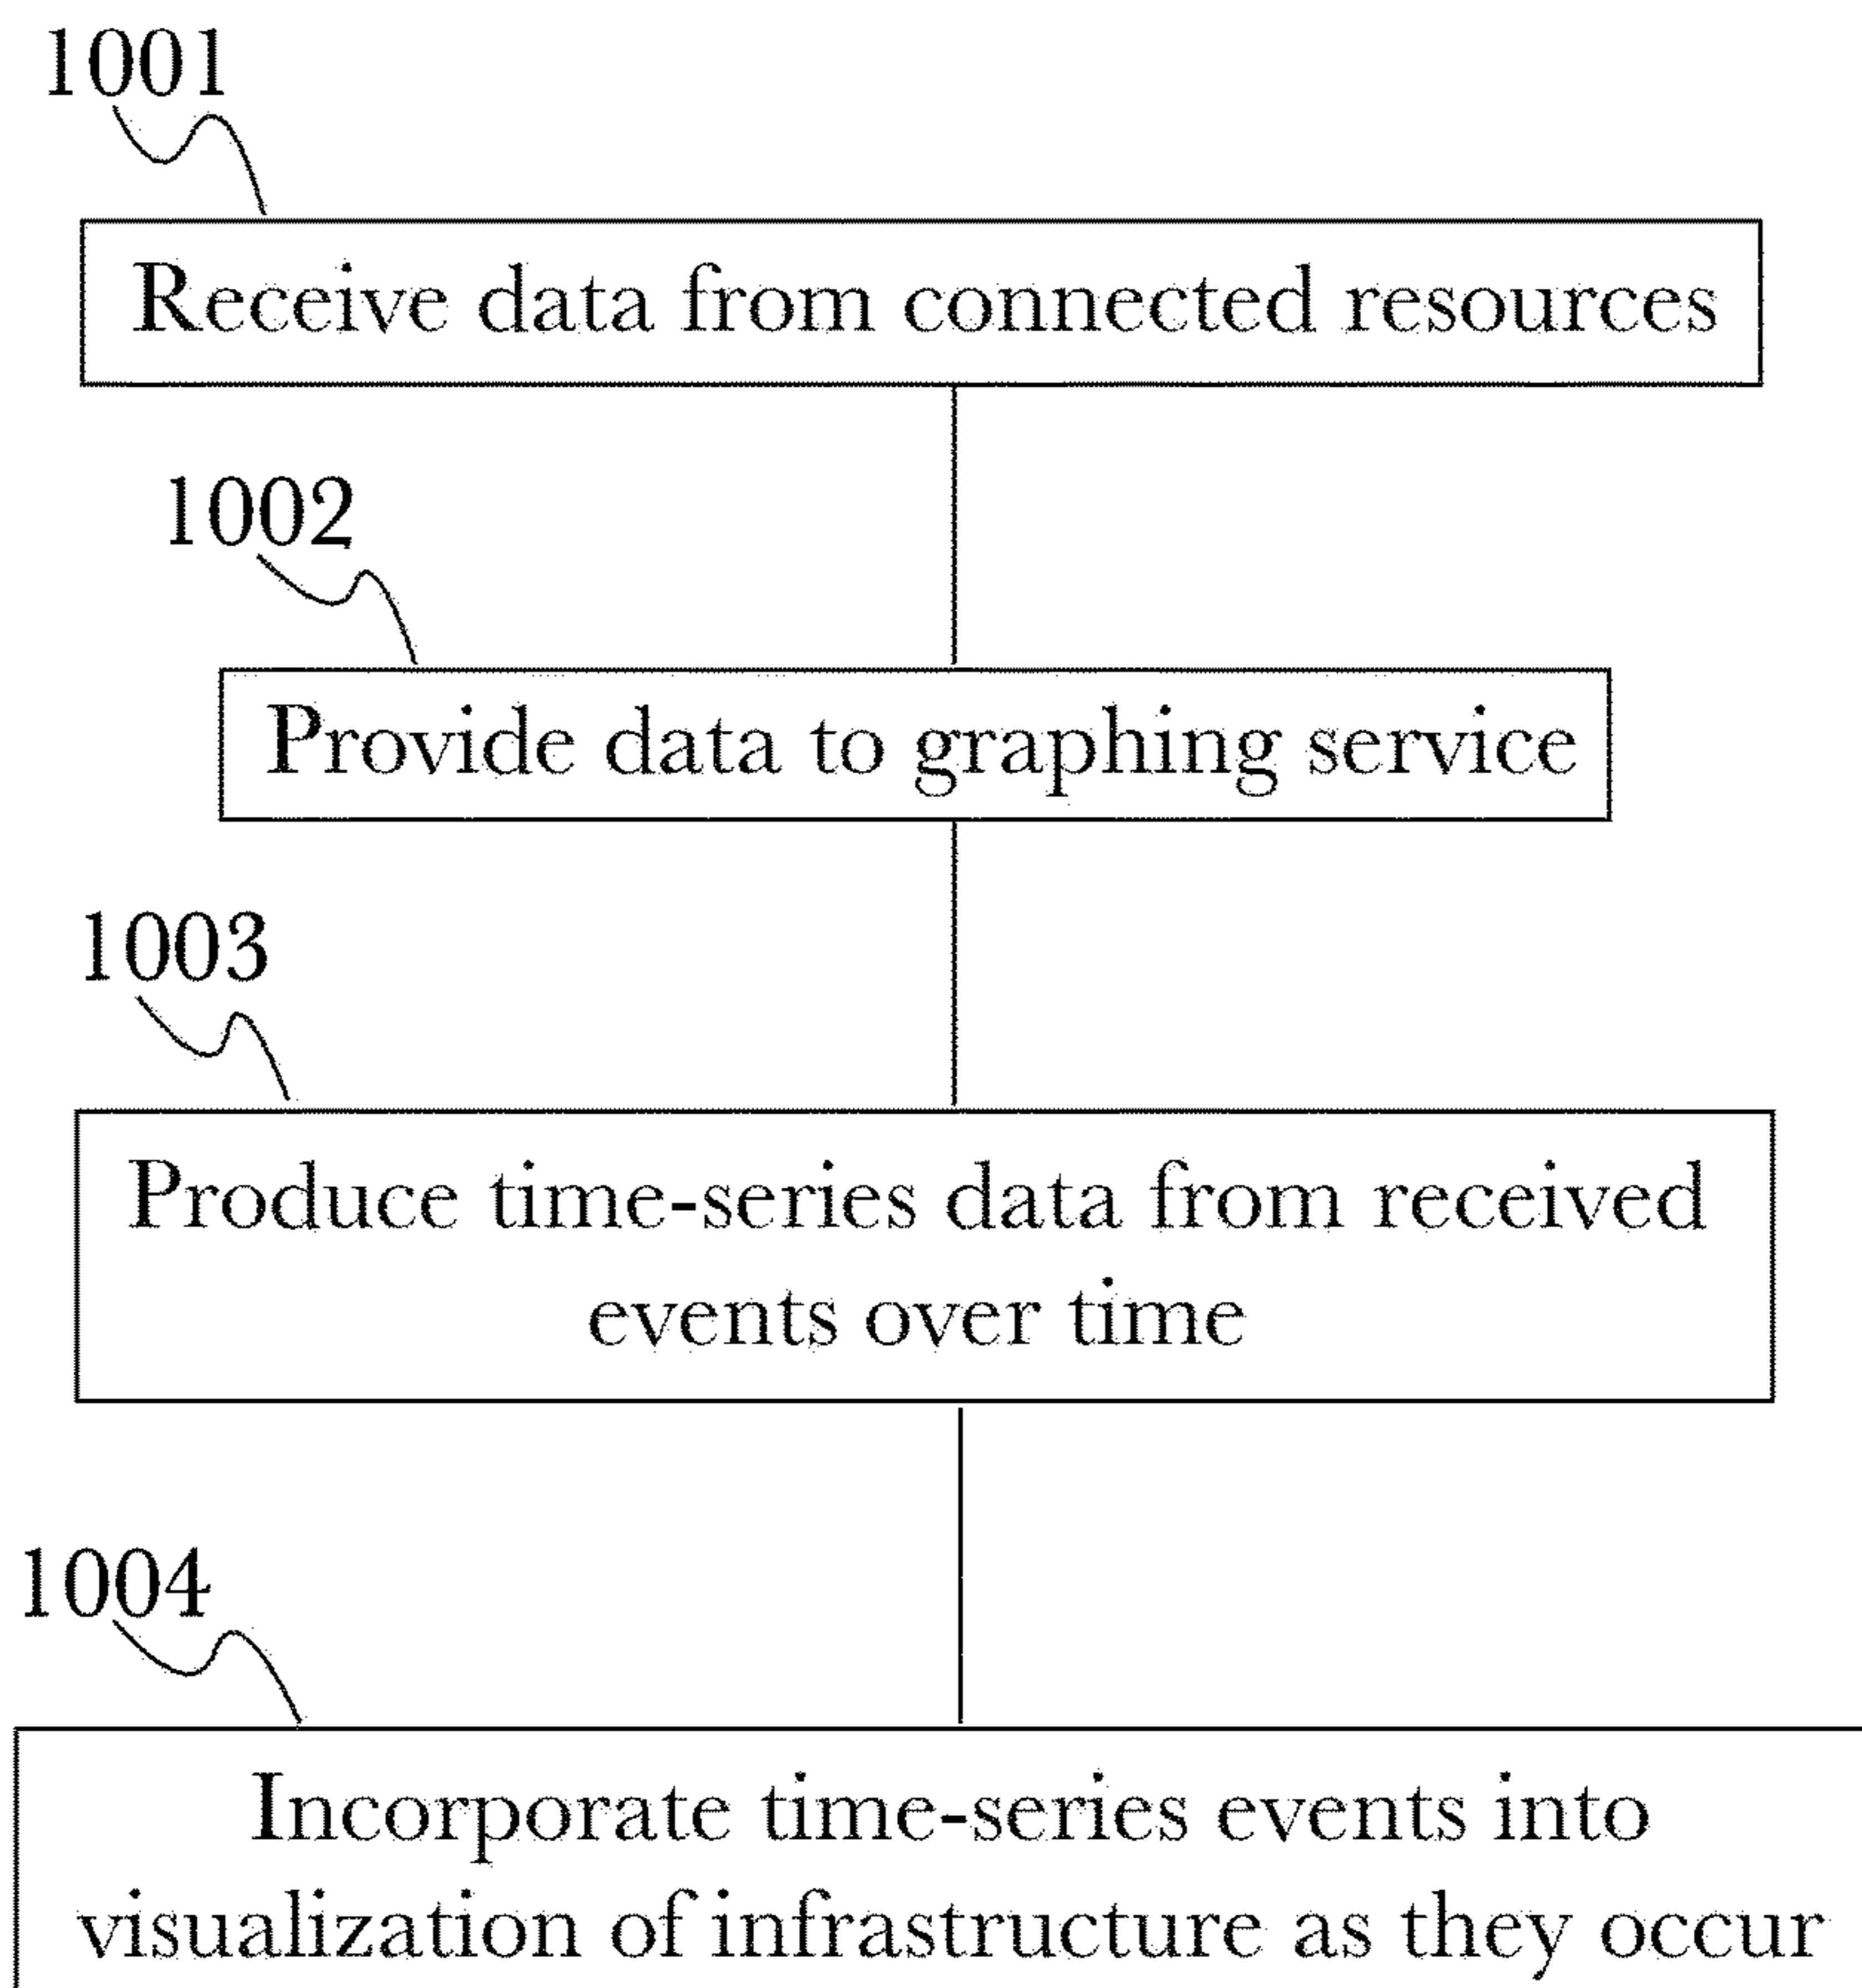 1001
Receive data from connected resources
1002
Provide data to graphing service
1003
Produce time-series data from received
events over time
1004
Incorporate time-series events into
visualization of infrastructure as they occur